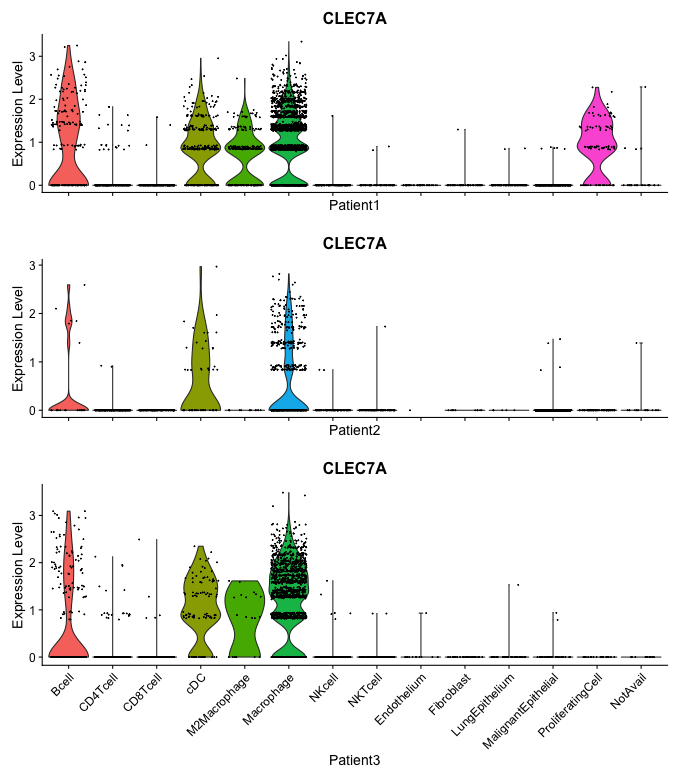 CLEC7A
Expression Level
3
2
1
0
Patient1
CLEC7A
Expression Level
3
2
1
0
Patient2
CLEC7A
Expression Level
3
2
1
0
Bcell
CD4Tcell
CD8Tcell
cDC
M2Macrophage
Macrophage
NKcell
NKTcell
Endothelium
Fibroblast
LungEpithelium
MalignantEpithelial
ProliferatingCell
NotAvail
Patient3